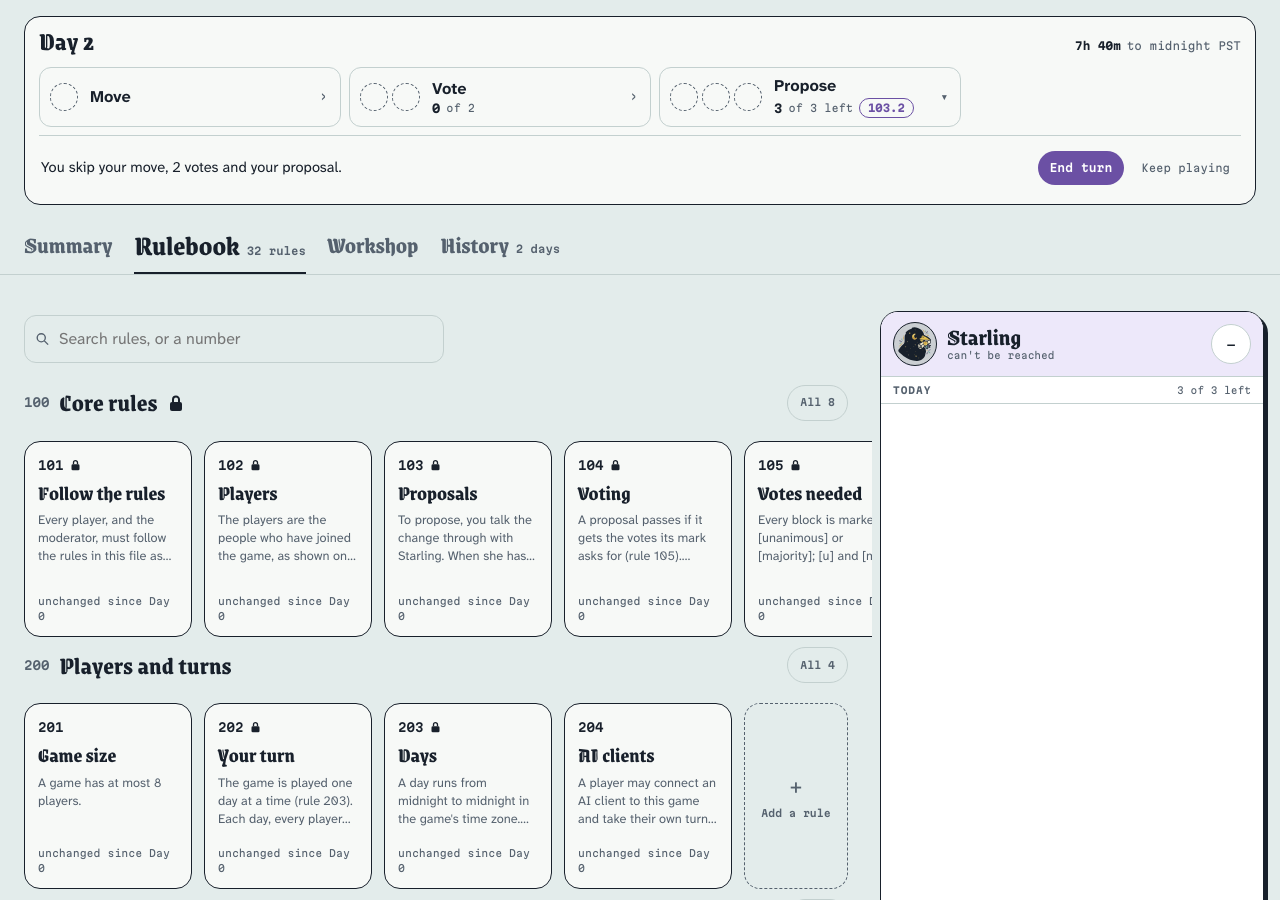 Day 2
7h 40m to midnight PST
Move
Vote
0 of 2
Propose
3 of 3 left 103.2
You skip your move, 2 votes and your proposal.
End turn
Keep playing
Summary
Rulebook 32 rules
Workshop
History 2 days
Search rules, or a number
Starling
can't be reached
TODAY
3 of 3 left
100 Core rules
All 8
101
Follow the rules
Every player, and the
moderator, must follow
the rules in this file as…
unchanged since Day
0
102
Players
The players are the
people who have joined
the game, as shown on…
unchanged since Day
0
103
Proposals
To propose, you talk the
change through with
Starling. When she has…
unchanged since Day
0
104
Voting
A proposal passes if it
gets the votes its mark
asks for (rule 105).…
unchanged since Day
0
105
Votes needed
Every block is marke
[unanimous] or
[majority]; [u] and [m
unchanged since D
0
200 Players and turns
All 4
201
Game size
A game has at most 8
players.
unchanged since Day
0
202
Your turn
The game is played one
day at a time (rule 203).
Each day, every player…
unchanged since Day
0
203
Days
A day runs from
midnight to midnight in
the game's time zone.…
unchanged since Day
0
204
AI clients
A player may connect an
AI client to this game
and take their own turn…
unchanged since Day
0
+
Add a rule